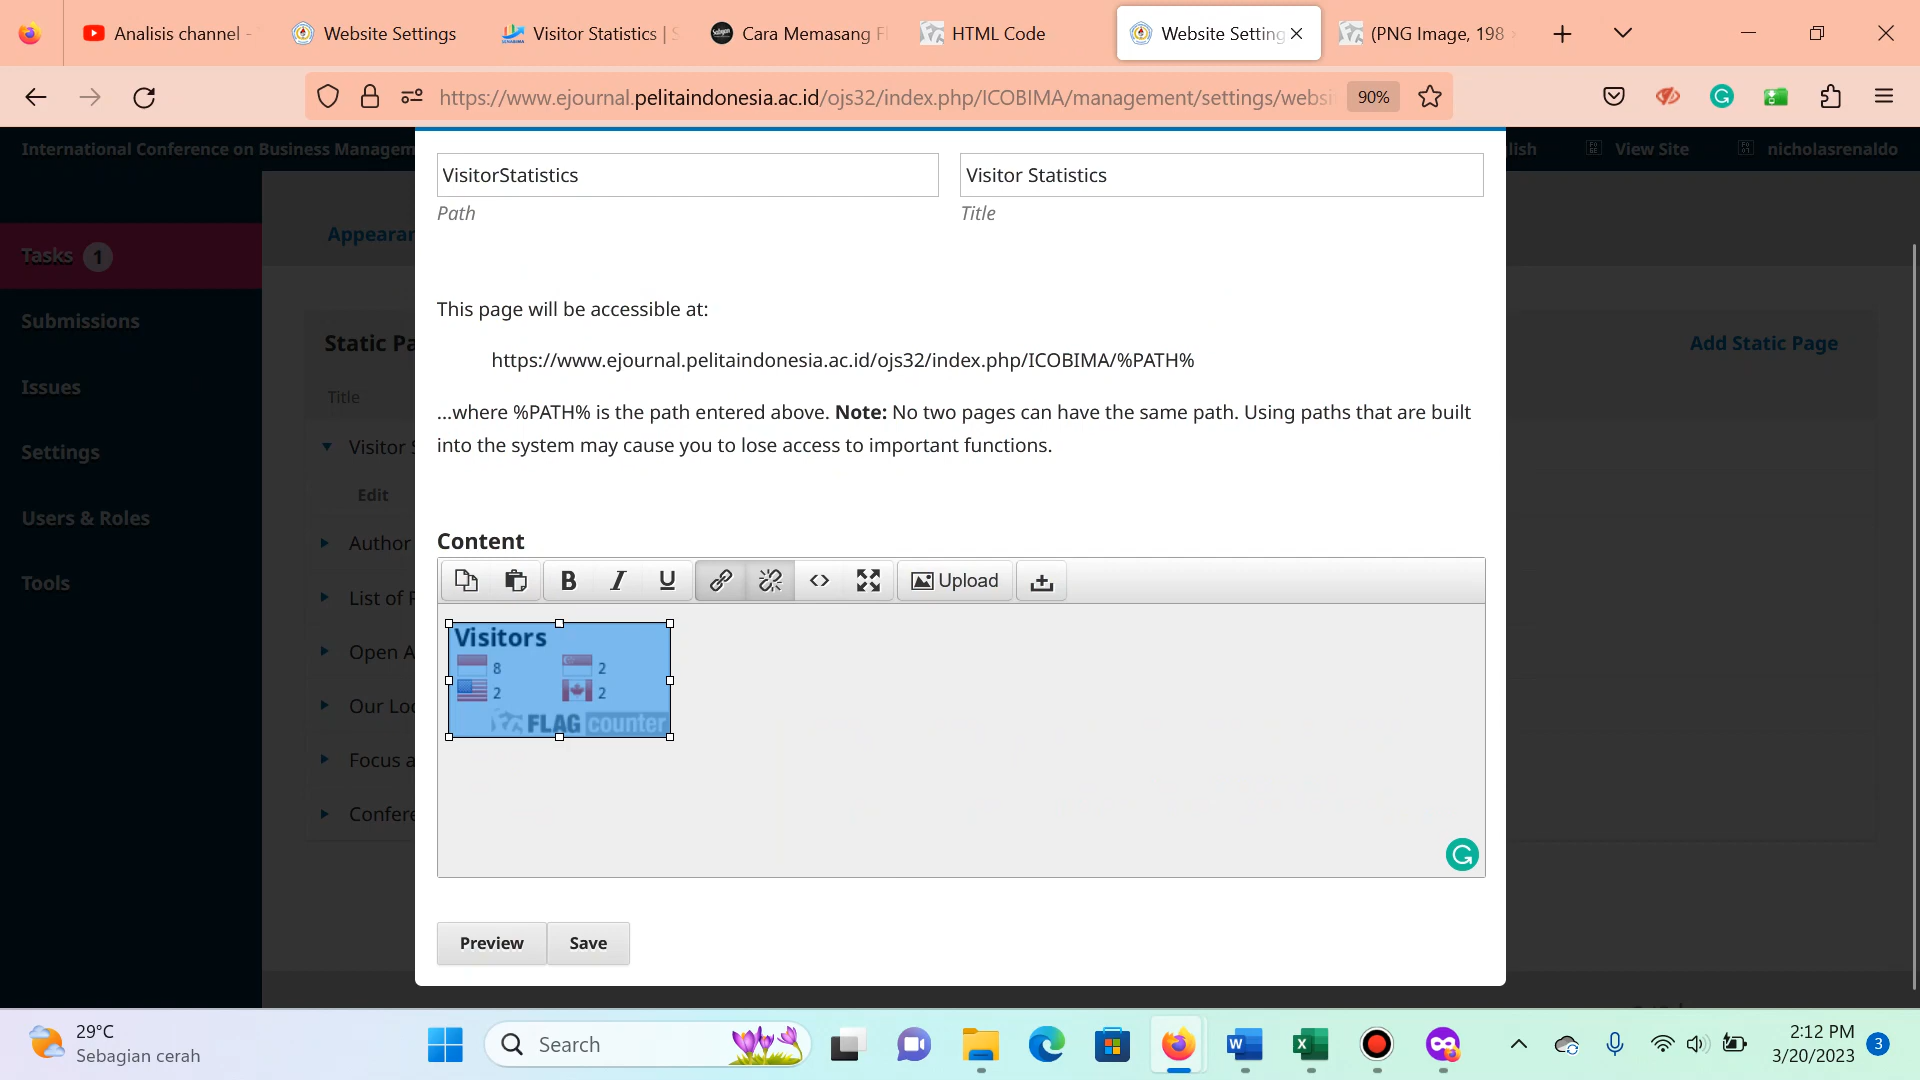 Analisis channel -
Website Settings
Visitor Statistics |
Cara Memasang Fl
HTML Code
Website Setting
(PNG Image, 198
https://www.ejournal.pelitaindonesia.ac.id/ojs32/index.php/ICOBIMA/management/settings/websi
90%
International Conference on Business Managem
lish
View Site
nicholasrenaldo
VisitorStatistics
Visitor Statistics
Path
Title
Tasks 1
Appearan
This page will be accessible at:
Submissions
Static Pa
Add Static Page
https://www.ejournal.pelitaindonesia.ac.id/ojs32/index.php/ICOBIMA/%PATH%
Issues
Title
...where %PATH% is the path entered above. Note: No two pages can have the same path. Using paths that are built
into the system may cause you to lose access to important functions.
Settings
Visitor S
Edit
Users & Roles
Content
Author
B I U
Upload
Tools
List of
Open A
Our Loc
Focus a
Confere
Visitors
8 2
2 2
FLAG counter
Preview
Save
29°C
Sebagian cerah
Search
2:12 PM
3/20/2023
3